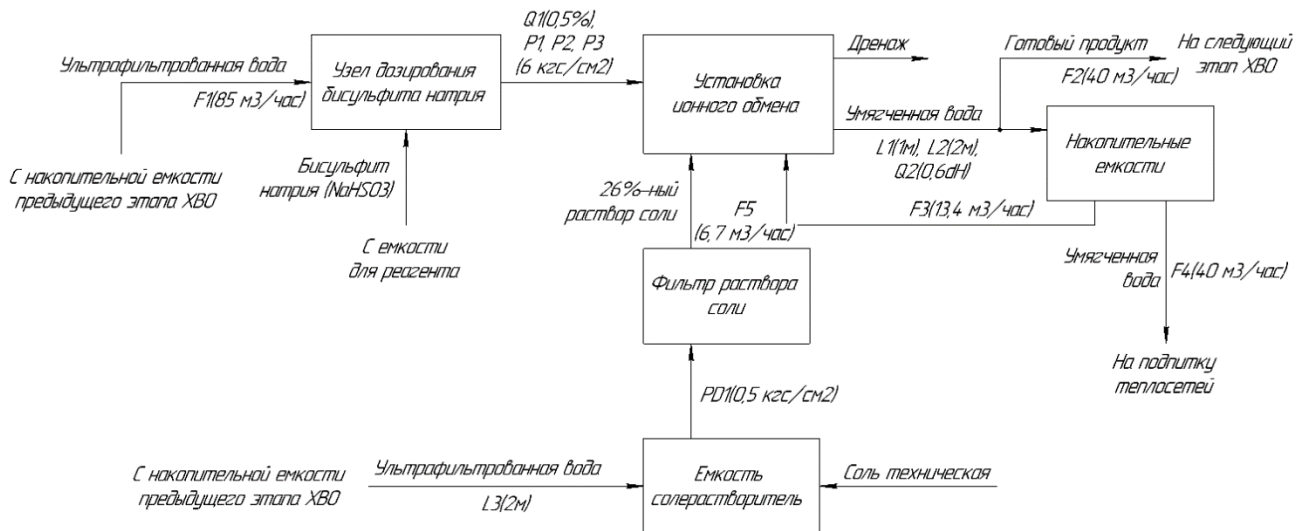 Q1(0,5%),
P1, P2, P3
(6 кгс/см2)
Ультрафильтрованная вода
F1(85 м3/час)
Узел дозирования
бисульфита натрия
Установка
ионного обмена
Дренаж
Готовый продукт
F2(40 м3/час)
На следующий
этап ХВО
Умягченная вода
L1(1м), L2(2м),
Q2(0,6dH)
Накопительные
емкости
С накопительной емкости
предыдущего этапа ХВО
Бисульфит
натрия (NaHSO3)
26%-ный
раствор соли
F5
(6,7 м3/час)
F3(13,4 м3/час)
С емкости
для реагента
Умягченная
вода
F4(40 м3/час)
Фильтр раствора
соли
На подпитку
теплосетей
PD1(0,5 кгс/см2)
С накопительной емкости
предыдущего этапа ХВО
Ультрафильтрованная вода
L3(2м)
Емкость
солерастворитель
Соль техническая